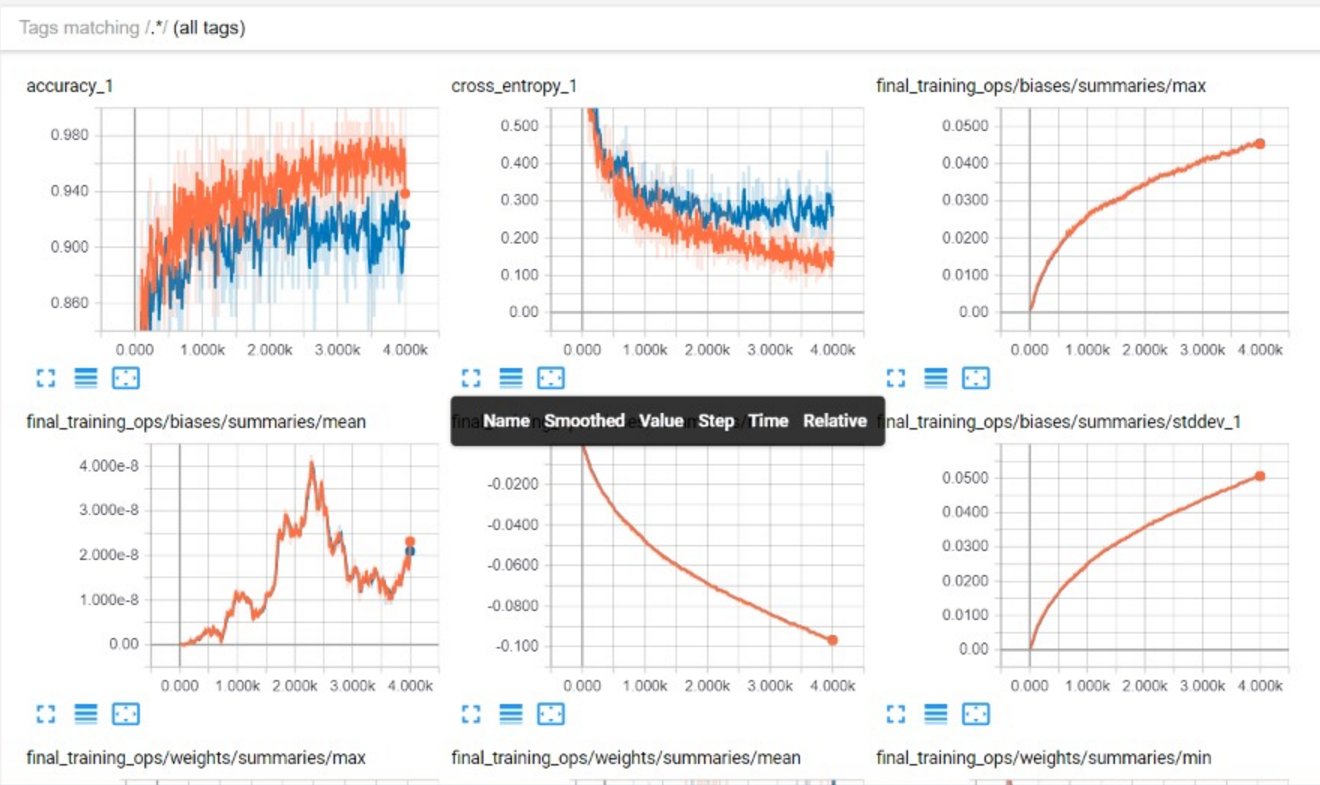 Tags matching /.*/ (all tags)
accuracy_1
0.980
0.940
0.900
0.860
0.000 1.000k 2.000k 3.000k 4.000k
cross_entropy_1
0.500
0.400
0.300
0.200
0.100
0.00
0.000 1.000k 2.000k 3.000k 4.000k
final_training_ops/biases/summaries/max
0.0500
0.0400
0.0300
0.0200
0.0100
0.00
0.000 1.000k 2.000k 3.000k 4.000k
final_training_ops/biases/summaries/mean
4.000e-8
3.000e-8
2.000e-8
1.000e-8
0.00
0.000 1.000k 2.000k 3.000k 4.000k
Name Smoothed Value Step Time Relative
-0.0200
-0.0400
-0.0600
-0.0800
-0.100
0.000 1.000k 2.000k 3.000k 4.000k
final_training_ops/biases/summaries/stddev_1
0.0500
0.0400
0.0300
0.0200
0.0100
0.00
0.000 1.000k 2.000k 3.000k 4.000k
final_training_ops/weights/summaries/max
final_training_ops/weights/summaries/mean
final_training_ops/weights/summaries/min